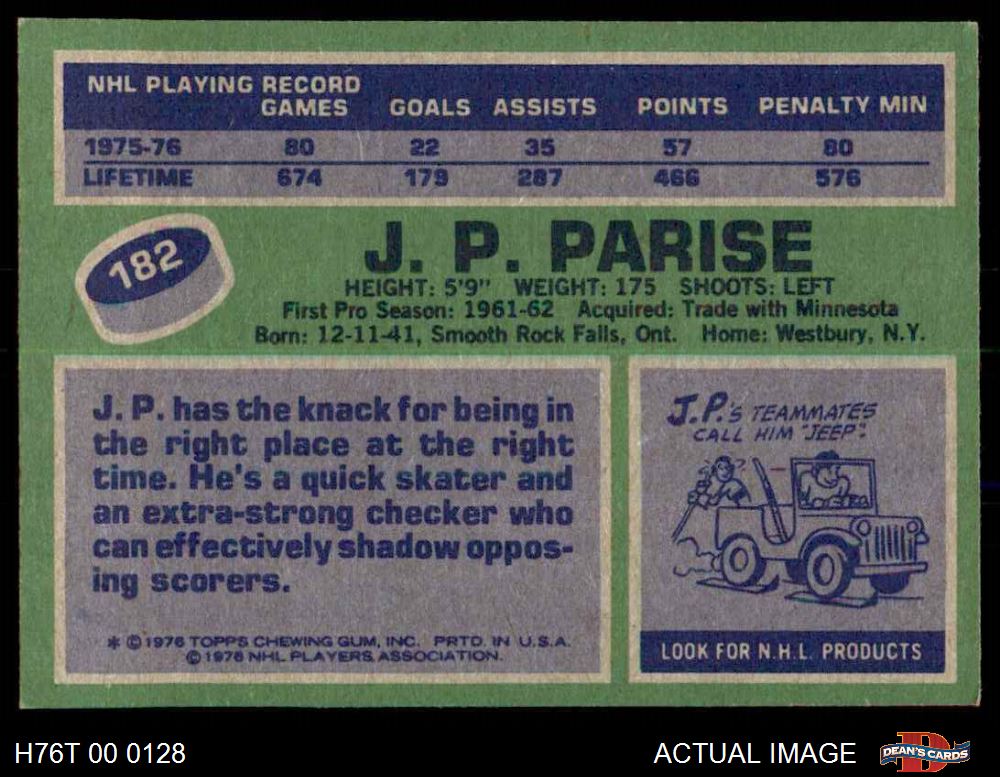 NHL PLAYING RECORD
GAMES GOALS ASSISTS POINTS PENALTY MIN
1975-76 80 22 35 57 80
LIFETIME 674 179 287 466 576
182
J. P. PARISE
HEIGHT: 5'9" WEIGHT: 175 SHOOTS: LEFT
First Pro Season: 1961-62 Acquired: Trade with Minnesota
Born: 12-11-41, Smooth Rock Falls, Ont. Home: Westbury, N.Y.
J. P. has the knack for being in
the right place at the right
time. He's a quick skater and
an extra-strong checker who
can effectively shadow oppos-
ing scorers.
* © 1976 TOPPS CHEWING GUM, INC. PRTD. IN U.S.A.
© 1976 NHL PLAYERS ASSOCIATION.
J.P.'S TEAMMATES
CALL HIM "JEEP".
LOOK FOR N.H.L. PRODUCTS
H76T 00 0128
ACTUAL IMAGE
D
DEAN'S CARDS